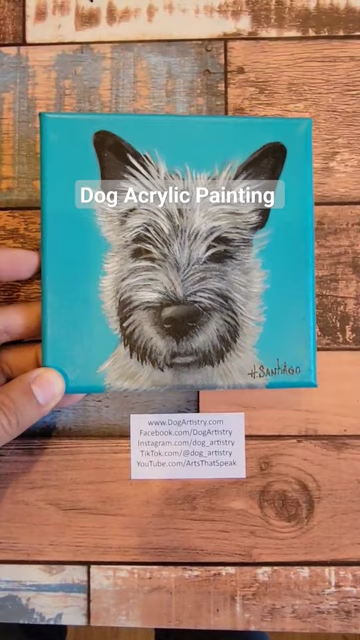 Dog Acrylic Painting
H. SANTIAGO
www.DogArtistry.com
Facebook.com/DogArtistry
Instagram.com/dog_artistry
TikTok.com/@dog_artistry
YouTube.com/ArtsThatSpeak